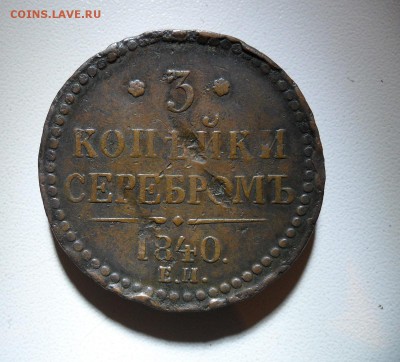 COINS.LAVE.RU
* 3 *
КОПѢЙКИ
СЕРЕБРОМЪ
1840.
Е.М.